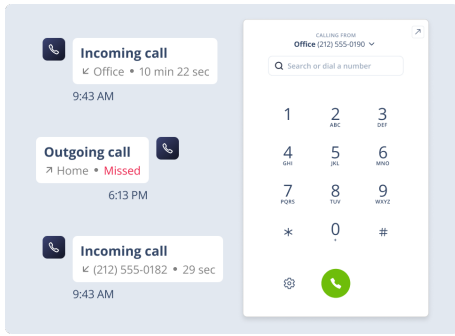 Incoming call
Office • 10 min 22 sec
9:43 AM
Outgoing call
Home • Missed
6:13 PM
Incoming call
(212) 555-0182 • 29 sec
9:43 AM
CALLING FROM
Office (212) 555-0190
Search or dial a number
1 2 3
ABC DEF
4 5 6
GHI JKL MNO
7 8 9
PQRS TUV WXYZ
* 0 #
+